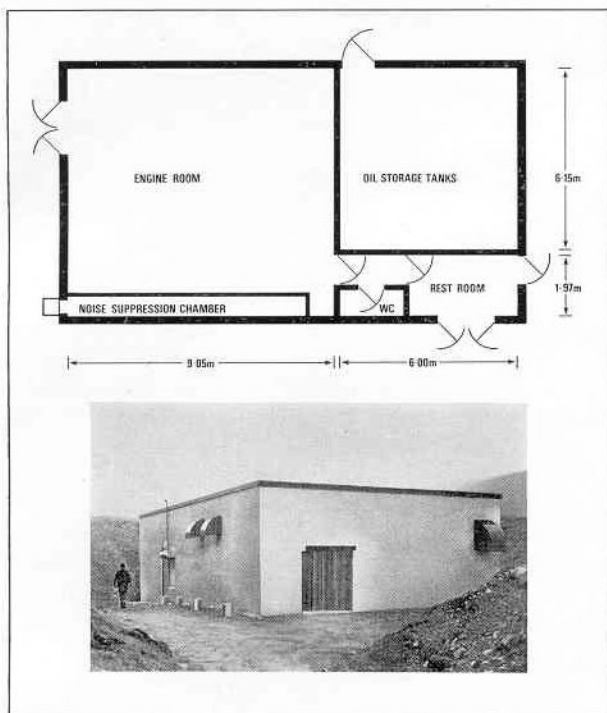 ENGINE ROOM
OIL STORAGE TANKS
6·15m
REST ROOM
1·97m
NOISE SUPPRESSION CHAMBER
WC
9·05m
6·00m